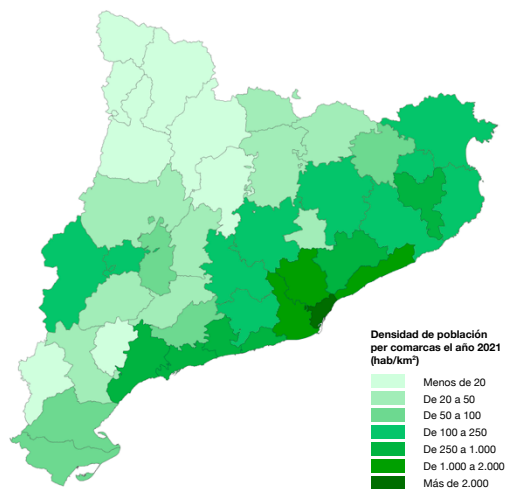 Densidad de población
per comarcas el año 2021
(hab/km²)
Menos de 20
De 20 a 50
De 50 a 100
De 100 a 250
De 250 a 1.000
De 1.000 a 2.000
Más de 2.000